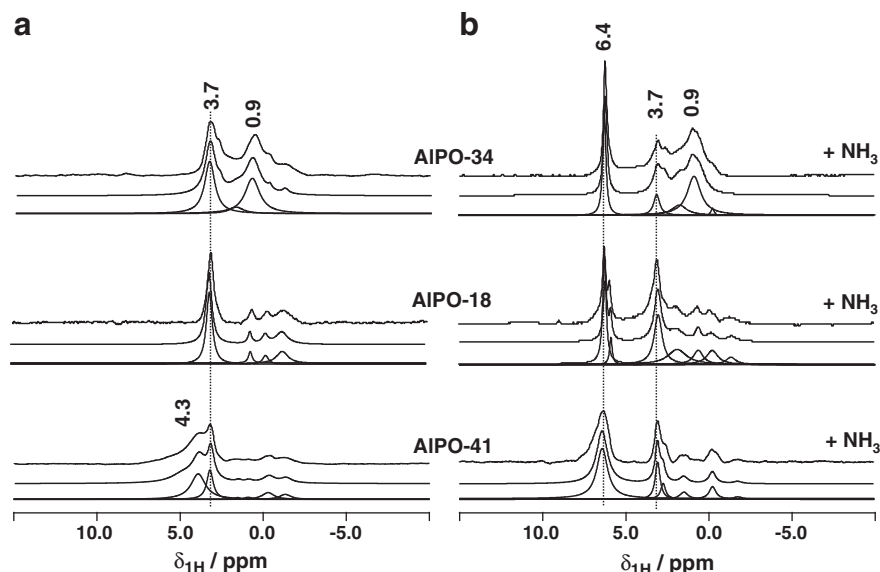 a
b
6.4
3.7
0.9
3.7
0.9
AlPO-34
+ NH₃
AlPO-18
+ NH₃
4.3
AlPO-41
+ NH₃
10.0 5.0 0.0 -5.0
10.0 5.0 0.0 -5.0
δ₁H / ppm
δ₁H / ppm